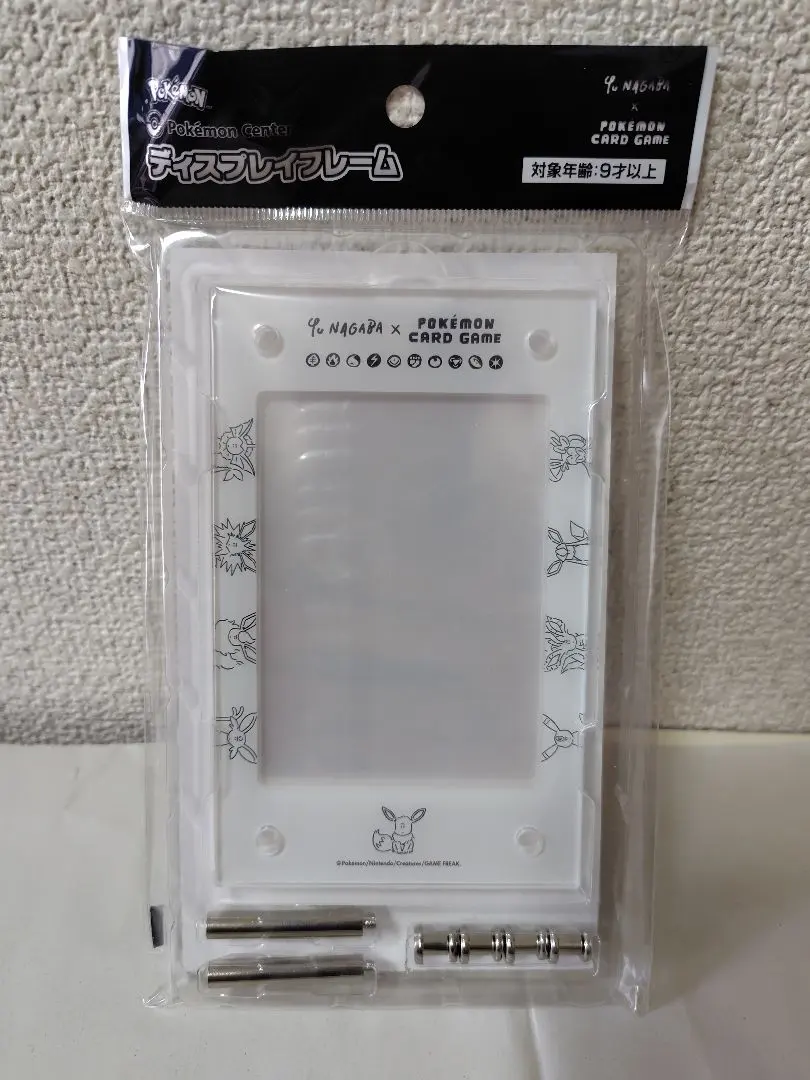 POKéMON
Pokémon Center
ディスプレイフレーム
Yu NAGABA
×
POKÉMON
CARD GAME
対象年齢:9才以上
Yu NAGABA × POKÉMON
CARD GAME
©Pokémon/Nintendo/Creatures/GAME FREAK.